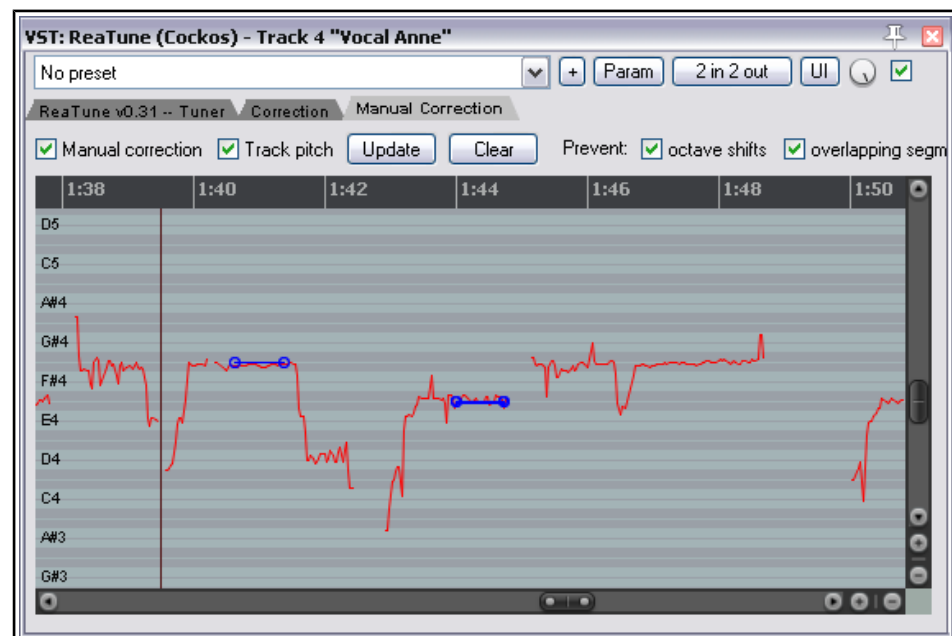 VST: ReaTune (Cockos) - Track 4 "Vocal Anne"
No preset + Param 2 in 2 out UI
ReaTune v0.31 -- Tuner Correction Manual Correction
Manual correction Track pitch Update Clear Prevent: octave shifts overlapping segm
1:38 1:40 1:42 1:44 1:46 1:48 1:50
D5
C5
A#4
G#4
F#4
E4
D4
C4
A#3
G#3